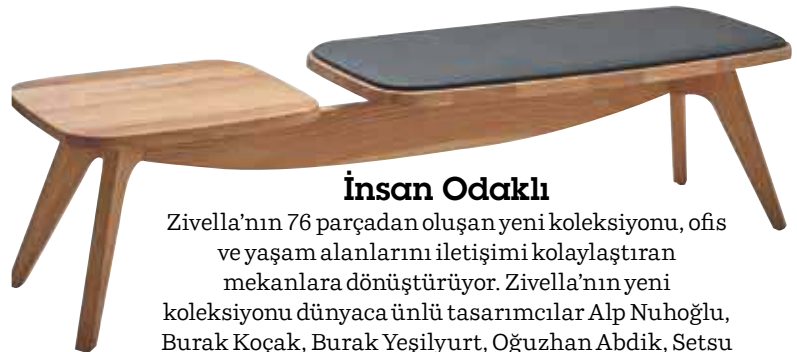 İnsan Odaklı
Zivella’nın 76 parçadan oluşan yeni koleksiyonu, ofis
ve yaşam alanlarını iletişimi kolaylaştıran
mekanlara dönüştürüyor. Zivella’nın yeni
koleksiyonu dünyaca ünlü tasarımcılar Alp Nuhoğlu,
Burak Koçak, Burak Yeşilyurt, Oğuzhan Abdik, Setsu